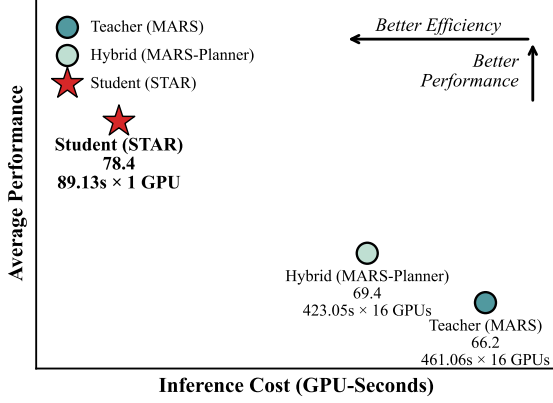 Teacher (MARS)
Hybrid (MARS-Planner)
Student (STAR)
Better Efficiency
Better
Performance
Student (STAR)
78.4
89.13s × 1 GPU
Hybrid (MARS-Planner)
69.4
423.05s × 16 GPUs
Teacher (MARS)
66.2
461.06s × 16 GPUs
Average Performance
Inference Cost (GPU-Seconds)